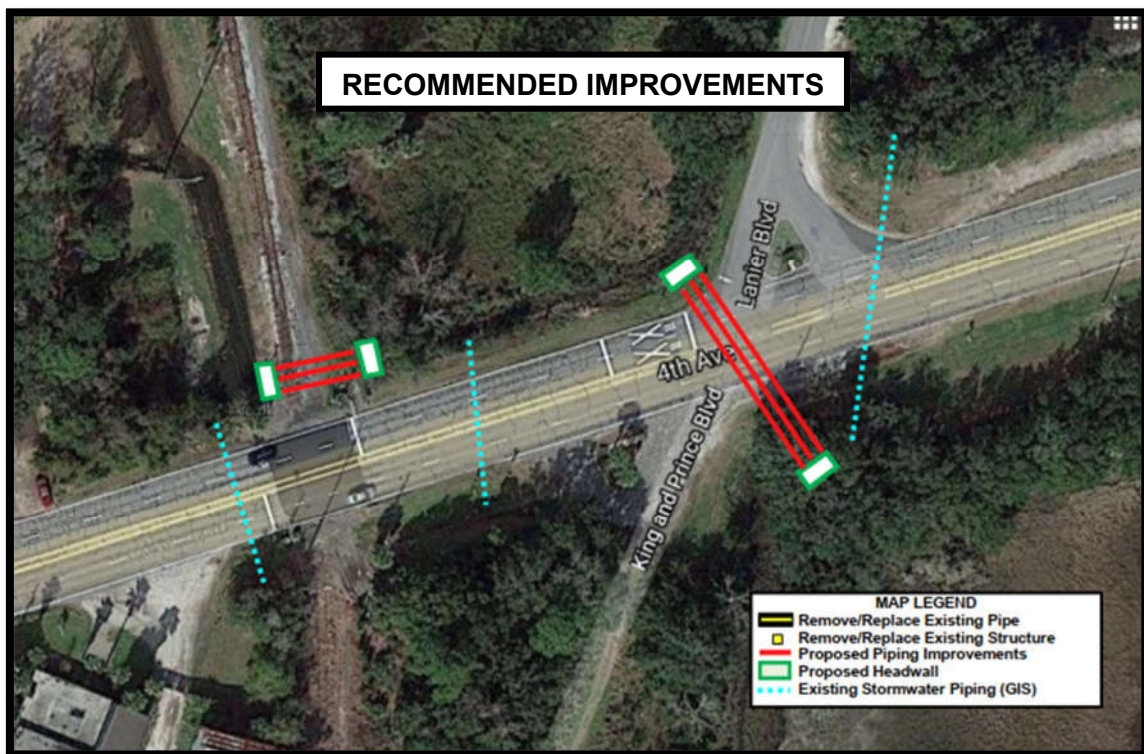 RECOMMENDED IMPROVEMENTS
Lanier Blvd
4th Ave
King and Prince Blvd
MAP LEGEND
Remove/Replace Existing Pipe
Remove/Replace Existing Structure
Proposed Piping Improvements
Proposed Headwall
Existing Stormwater Piping (GIS)